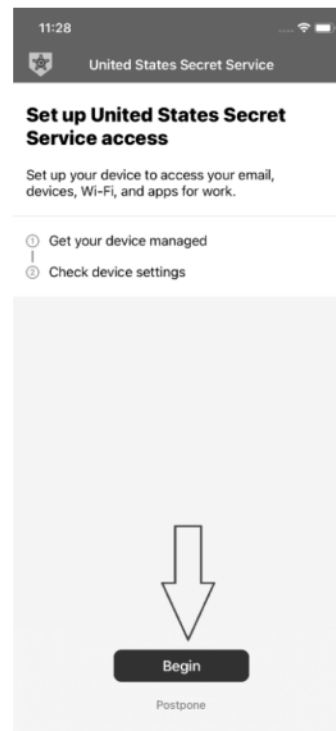 11:28
United States Secret Service
Set up United States Secret
Service access
Set up your device to access your email,
devices, Wi-Fi, and apps for work.
1 Get your device managed
2 Check device settings
Begin
Postpone